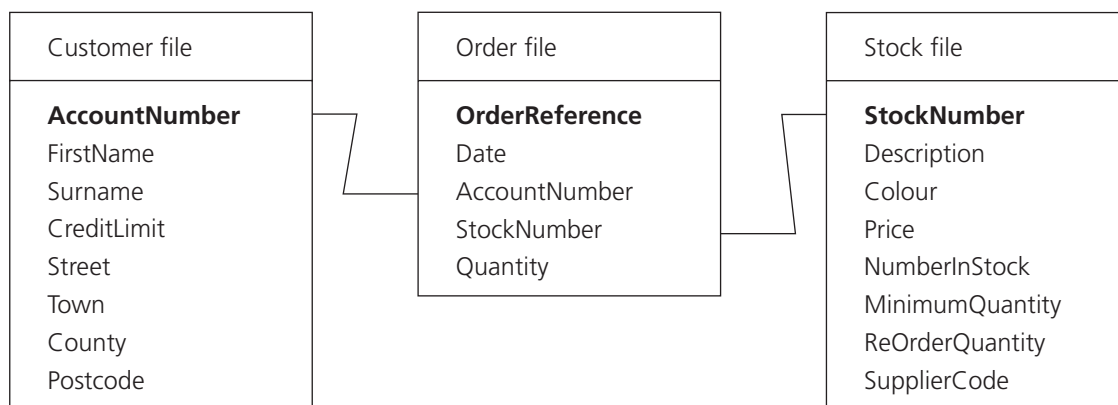 Customer file
AccountNumber
FirstName
Surname
CreditLimit
Street
Town
County
Postcode
Order file
OrderReference
Date
AccountNumber
StockNumber
Quantity
Stock file
StockNumber
Description
Colour
Price
NumberInStock
MinimumQuantity
ReOrderQuantity
SupplierCode